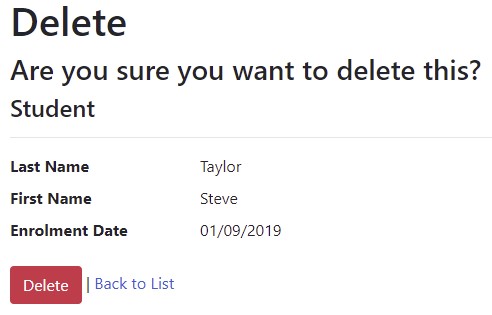 Delete
Are you sure you want to delete this?
Student
Last Name Taylor
First Name Steve
Enrolment Date 01/09/2019
Delete | Back to List